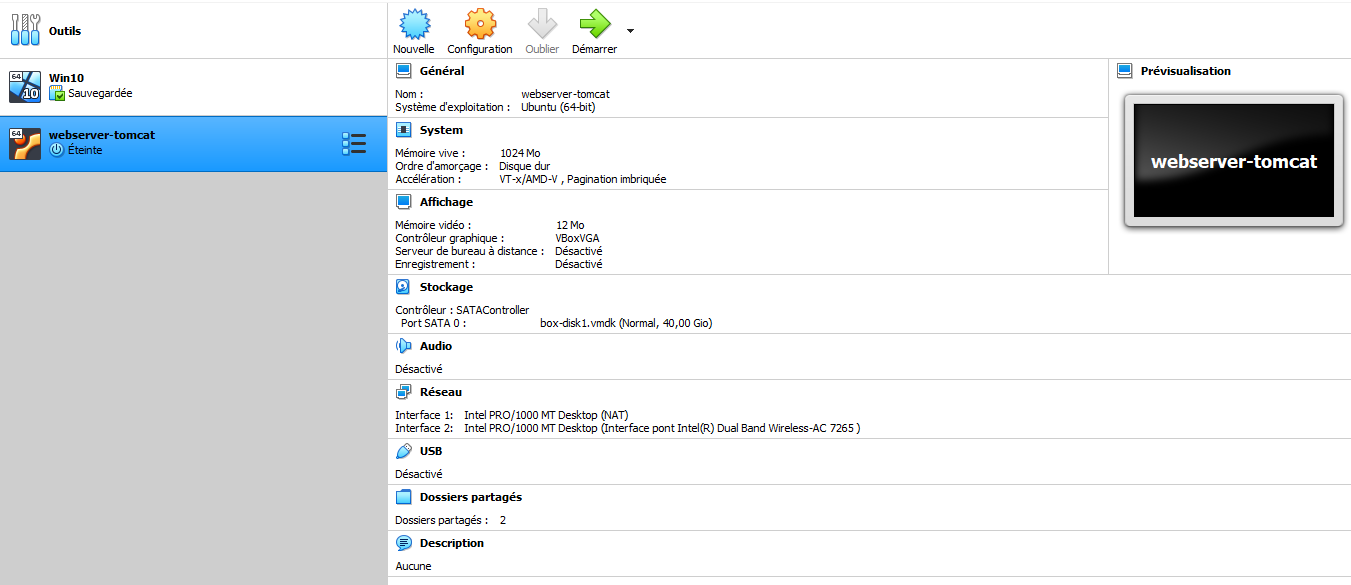 Outils
Win10
Sauvegardée
webserver-tomcat
Éteinte
Nouvelle Configuration Oublier Démarrer
Général
Nom : webserver-tomcat
Système d'exploitation : Ubuntu (64-bit)
System
Mémoire vive : 1024 Mo
Ordre d'amorçage : Disque dur
Accélération : VT-x/AMD-V , Pagination imbriquée
Affichage
Mémoire vidéo : 12 Mo
Contrôleur graphique : VBoxVGA
Serveur de bureau à distance : Désactivé
Enregistrement : Désactivé
Stockage
Contrôleur : SATAController
Port SATA 0 : box-disk1.vmdk (Normal, 40,00 Gio)
Audio
Désactivé
Réseau
Interface 1: Intel PRO/1000 MT Desktop (NAT)
Interface 2: Intel PRO/1000 MT Desktop (Interface pont Intel(R) Dual Band Wireless-AC 7265 )
USB
Désactivé
Dossiers partagés
Dossiers partagés : 2
Description
Aucune
Prévisualisation
webserver-tomcat
64
10
64